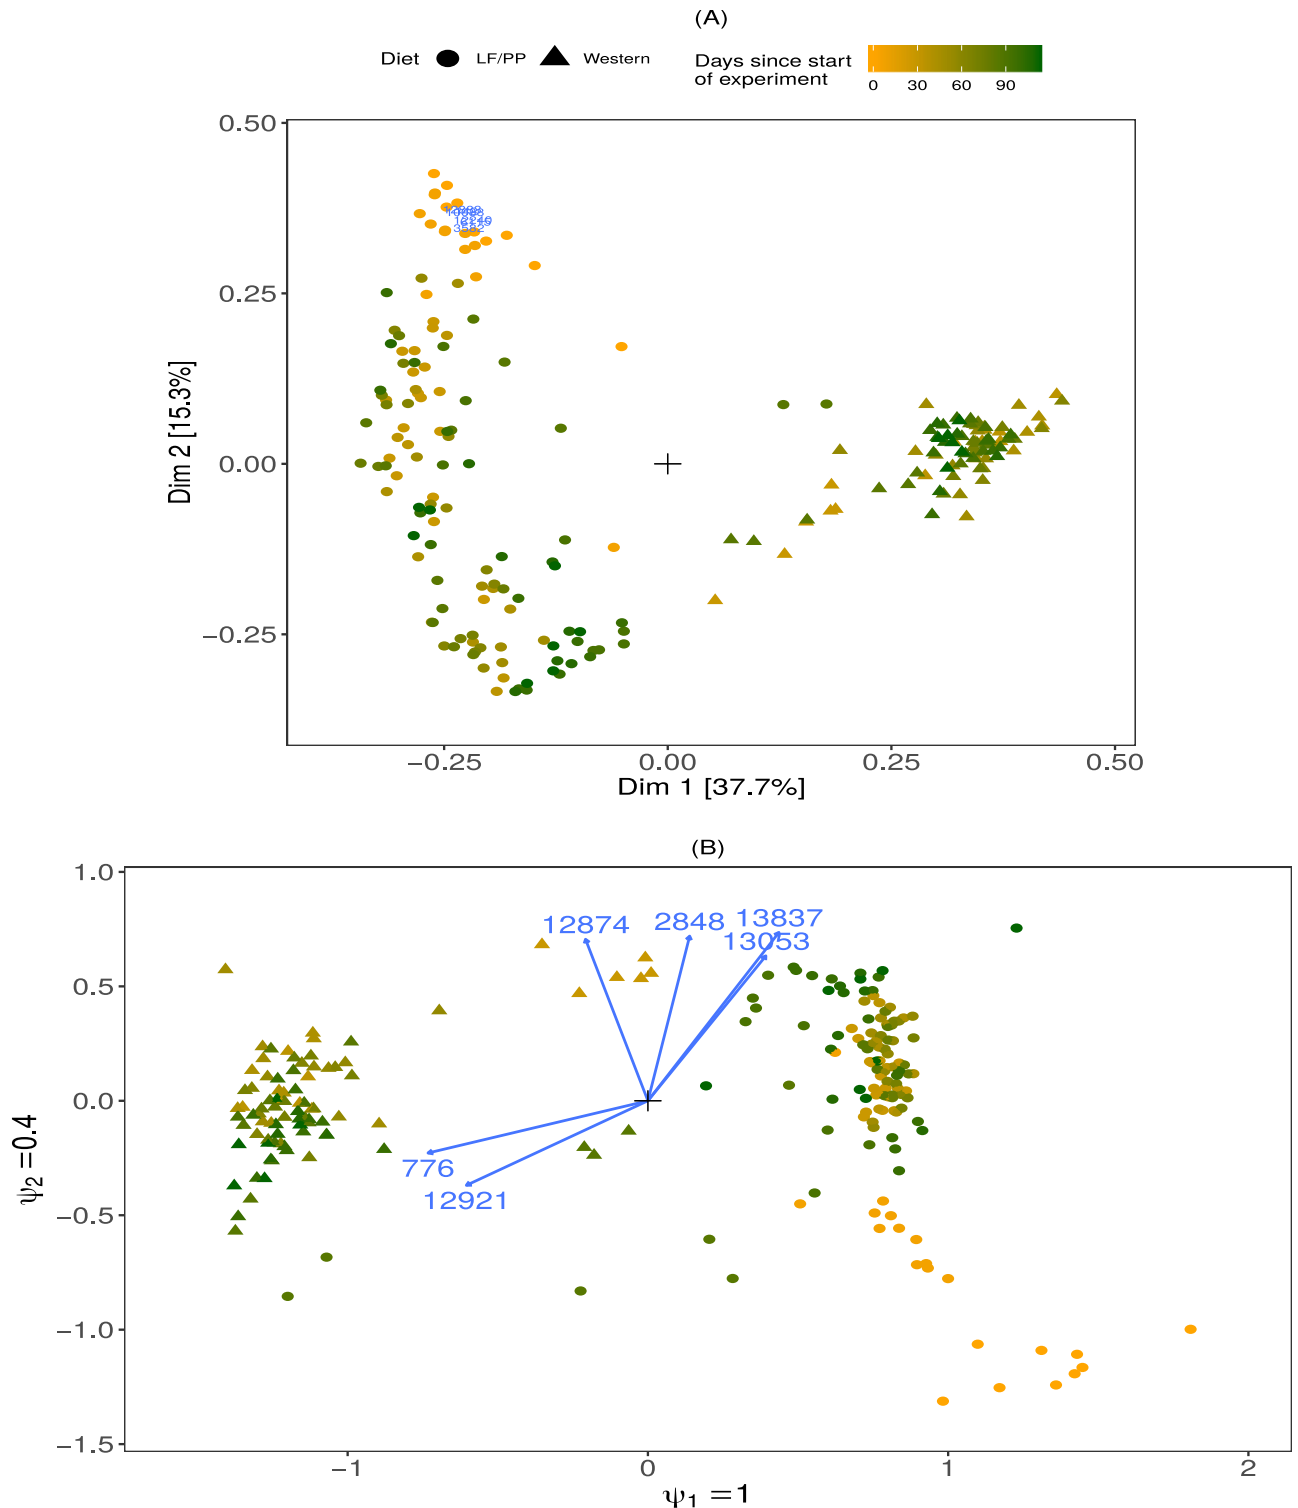 (A)
Diet LF/PP Western
Days since start
of experiment
0 30 60 90
0.50
0.25
0.00
−0.25
Dim 2 [15.3%]
3582
−0.25 0.00 0.25 0.50
Dim 1 [37.7%]
(B)
1.0
0.5
0.0
−0.5
−1.0
−1.5
ψ2 =0.4
12874 2848 13837
13053
776
12921
−1 0 1 2
ψ1 =1